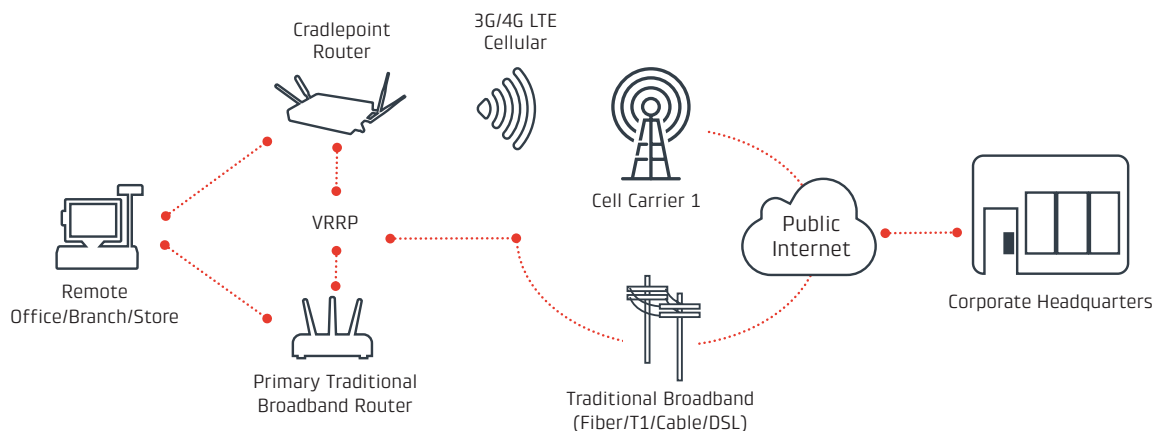 Cradlepoint
Router
3G/4G LTE
Cellular
Cell Carrier 1
VRRP
Public
Internet
Remote
Office/Branch/Store
Corporate Headquarters
Primary Traditional
Broadband Router
Traditional Broadband
(Fiber/T1/Cable/DSL)